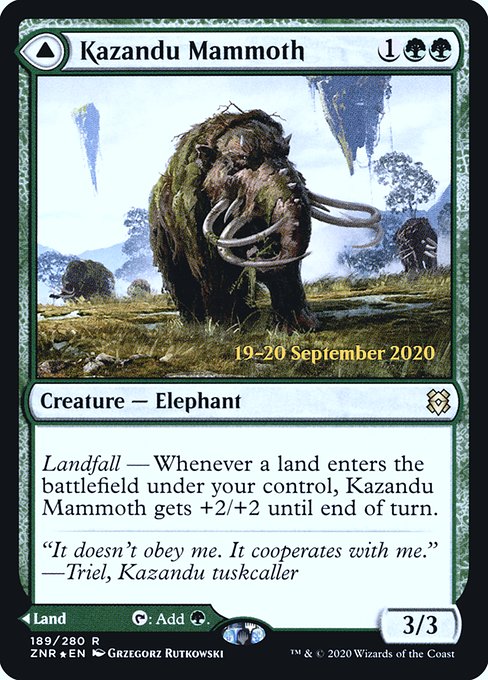 Kazandu Mammoth 1
19–20 September 2020
Creature — Elephant
Landfall — Whenever a land enters the
battlefield under your control, Kazandu
Mammoth gets +2/+2 until end of turn.
“It doesn’t obey me. It cooperates with me.”
—Triel, Kazandu tuskcaller
Land : Add
3/3
189/280 R
ZNR ★ EN Grzegorz Rutkowski
™ & © 2020 Wizards of the Coast